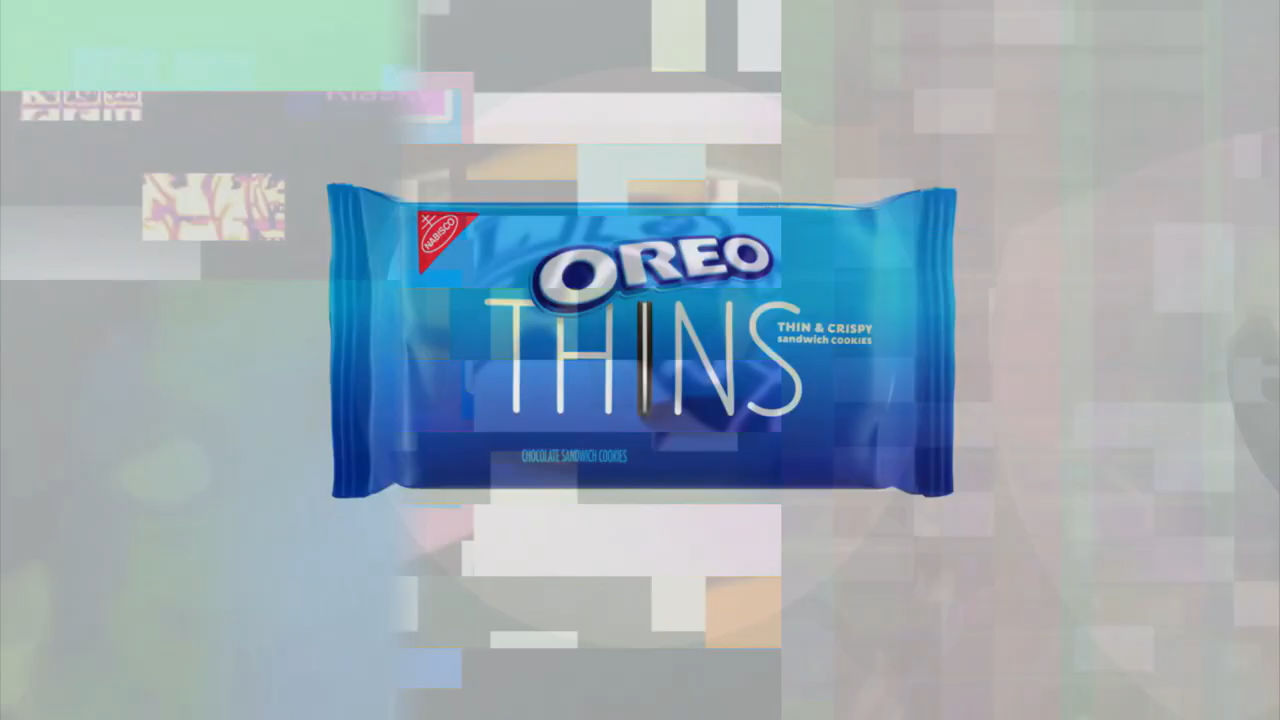 NABISCO
OREO
THINS
THIN & CRISPY
sandwich COOKIES
CHOCOLATE SANDWICH COOKIES